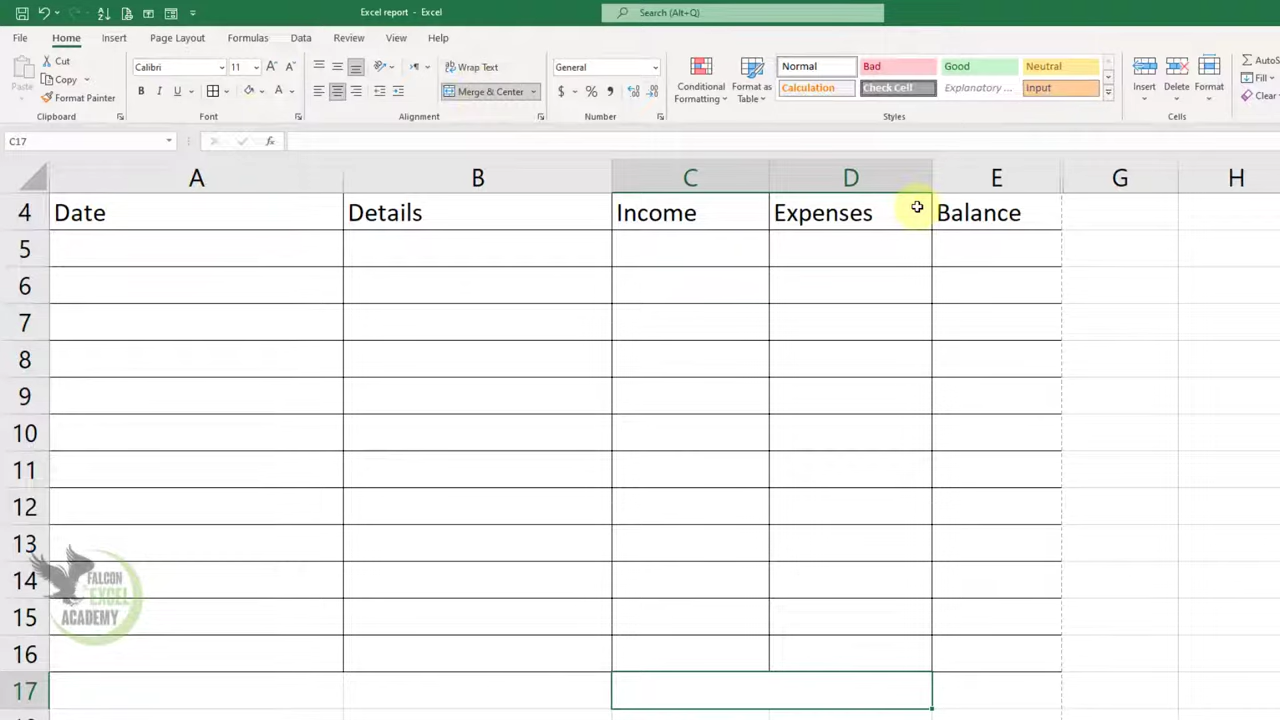 Excel report - Excel
Search (Alt+Q)
File Home Insert Page Layout Formulas Data Review View Help
Paste
Cut
Copy
Format Painter
Clipboard
Calibri 11
B I U
Font
Wrap Text
Merge & Center
Alignment
General
$ % ,
Number
Conditional Formatting
Format as Table
Normal Bad Good Neutral
Calculation Check Cell Explanatory ... Input
Styles
Insert Delete Format
Cells
AutoS
Fill
Clear
C17 fx
A B C D E G H
4 Date Details Income Expenses Balance
5
6
7
8
9
10
11
12
13
14
15
16
17
FALCON
EXCEL
ACADEMY